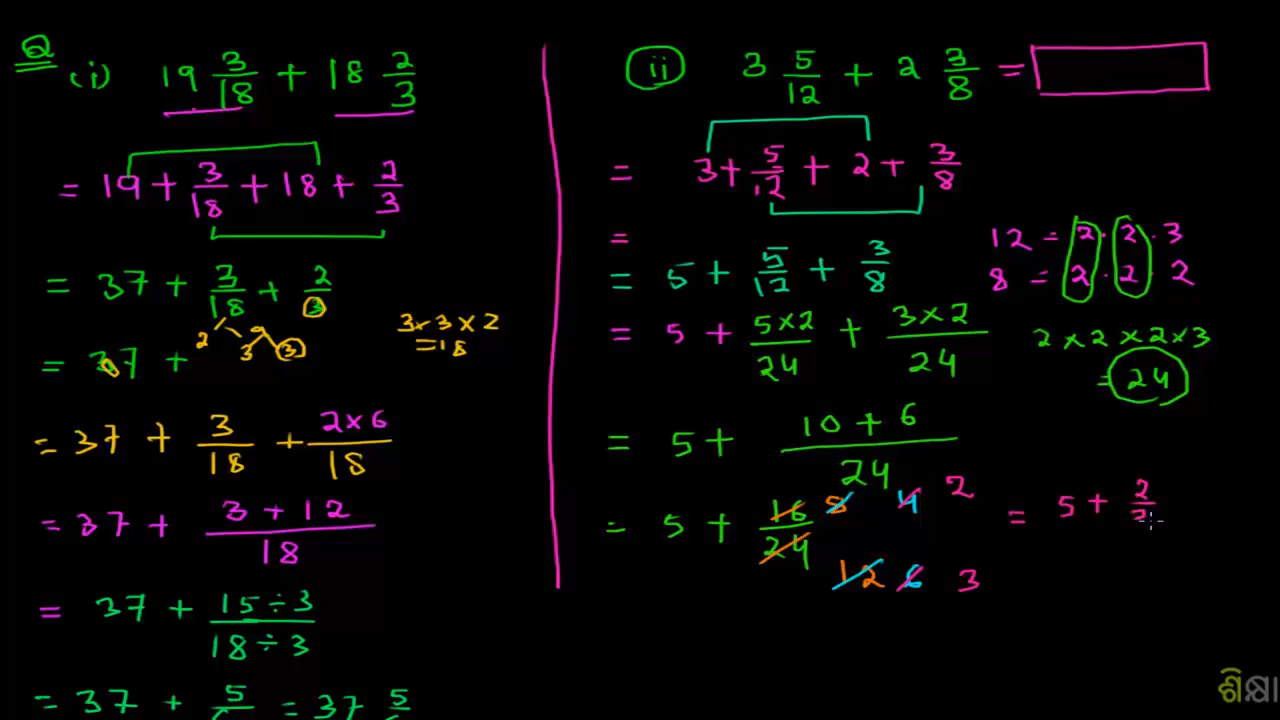 Q
(i) 19 3/18 + 18 2/3
= 19 + 3/18 + 18 + 2/3
= 37 + 3/18 + 2/3
2 9
3 3
3 × 3 × 2
= 18
= 37 +
= 37 + 3/18 + 2×6/18
= 37 + 3 + 12/18
= 37 + 15 ÷ 3/18 ÷ 3
= 37 + 5/ = 37 5/
(ii) 3 5/12 + 2 3/8 =
= 3 + 5/12 + 2 + 3/8
=
= 5 + 5/12 + 3/8
12 = 2 · 2 · 3
8 = 2 · 2 · 2
= 5 + 5×2/24 + 3×2/24
2 × 2 × 2 × 3
= 24
= 5 + 10 + 6/24
= 5 + 16/24 8/12 4/6 2/3
= 5 + 2/3
ଶିକ୍ଷା